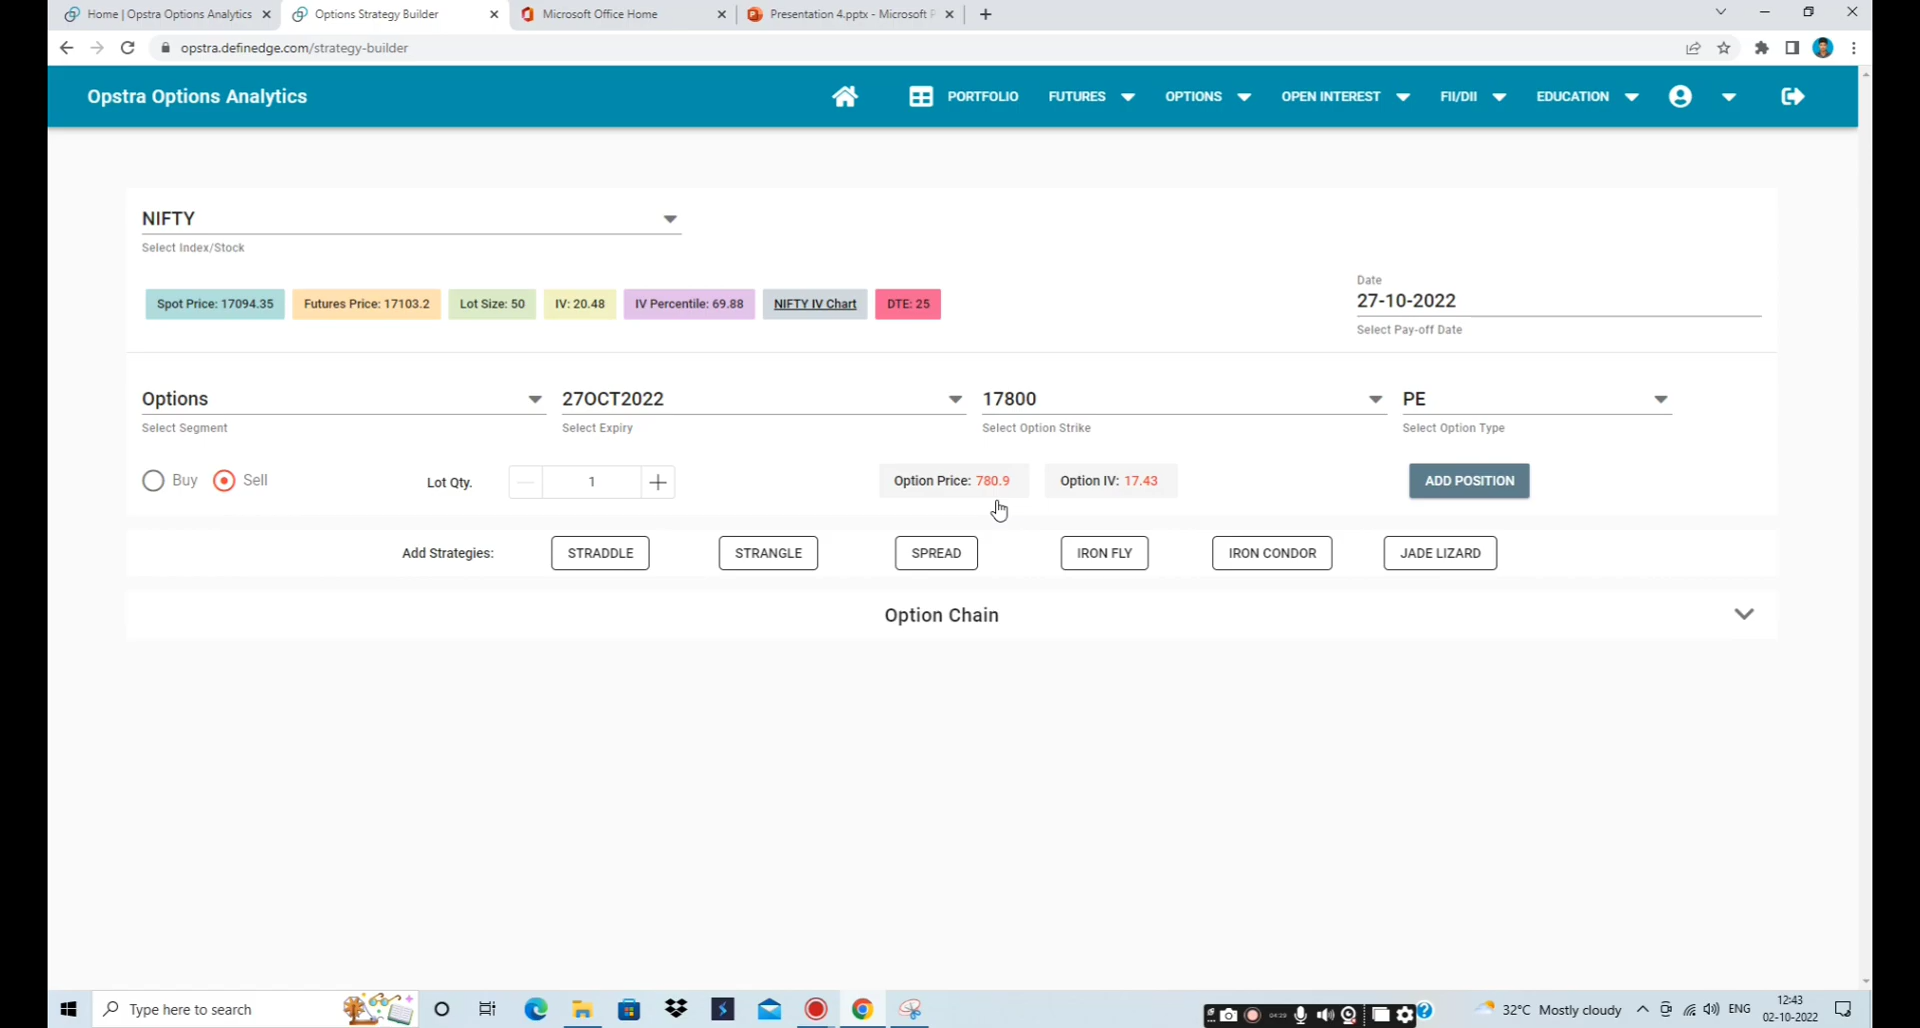 Home | Opstra Options Analytics
Options Strategy Builder
Microsoft Office Home
Presentation 4.pptx - Microsoft P
opstra.definedge.com/strategy-builder
Opstra Options Analytics
PORTFOLIO
FUTURES
OPTIONS
OPEN INTEREST
FII/DII
EDUCATION
NIFTY
Select Index/Stock
Spot Price: 17094.35
Futures Price: 17103.2
Lot Size: 50
IV: 20.48
IV Percentile: 69.88
NIFTY IV Chart
DTE: 25
Date
27-10-2022
Select Pay-off Date
Options
Select Segment
27OCT2022
Select Expiry
17800
Select Option Strike
PE
Select Option Type
Buy
Sell
Lot Qty.
1
Option Price: 780.9
Option IV: 17.43
ADD POSITION
Add Strategies:
STRADDLE
STRANGLE
SPREAD
IRON FLY
IRON CONDOR
JADE LIZARD
Option Chain
Type here to search
32°C Mostly cloudy
ENG
12:43
02-10-2022